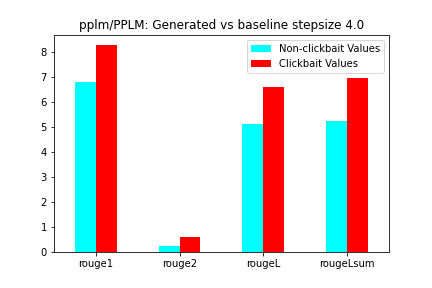 pplm/PPLM: Generated vs baseline stepsize 4.0
Non-clickbait Values
Clickbait Values
8
7
6
5
4
3
2
1
0
rouge1 rouge2 rougeL rougeLsum